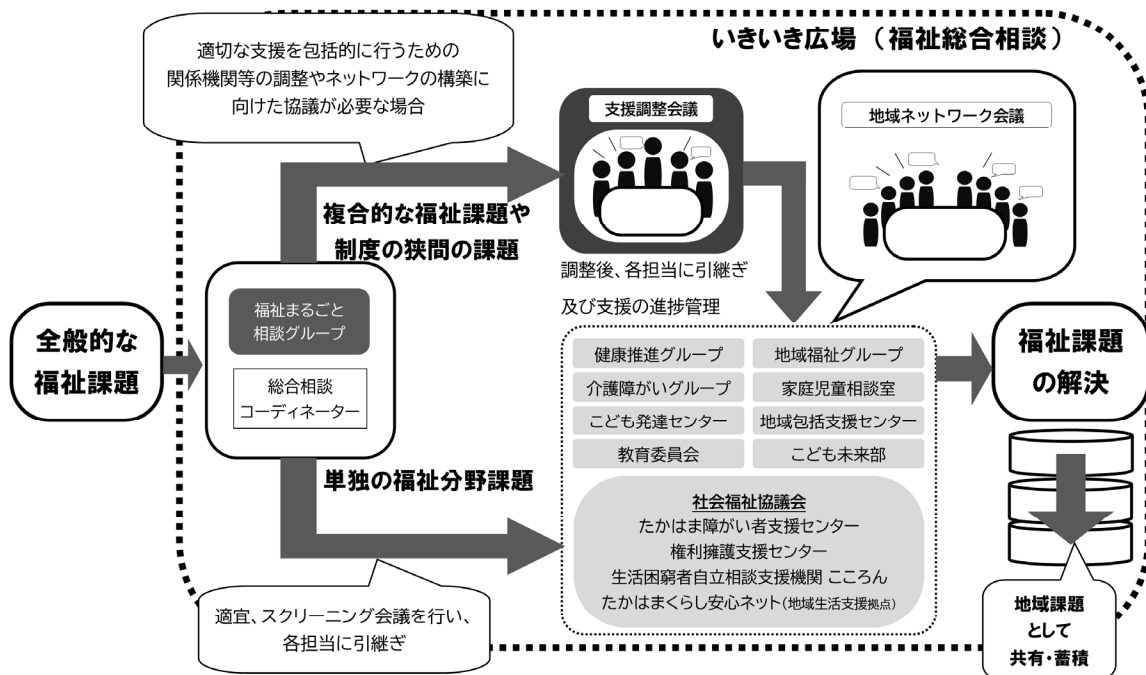 いきいき広場（福祉総合相談）
適切な支援を包括的に行うための
関係機関等の調整やネットワークの構築に
向けた協議が必要な場合
支援調整会議
地域ネットワーク会議
複合的な福祉課題や
制度の狭間の課題
調整後、各担当に引継ぎ
及び支援の進捗管理
全般的な
福祉課題
福祉まるごと
相談グループ
総合相談
コーディネーター
健康推進グループ
地域福祉グループ
介護障がいグループ
家庭児童相談室
こども発達センター
地域包括支援センター
教育委員会
こども未来部
福祉課題
の解決
単独の福祉分野課題
社会福祉協議会
たかはま障がい者支援センター
権利擁護支援センター
生活困窮者自立相談支援機関 こころん
たかはまくらし安心ネット（地域生活支援拠点）
適宜、スクリーニング会議を行い、
各担当に引継ぎ
地域課題
として
共有・蓄積